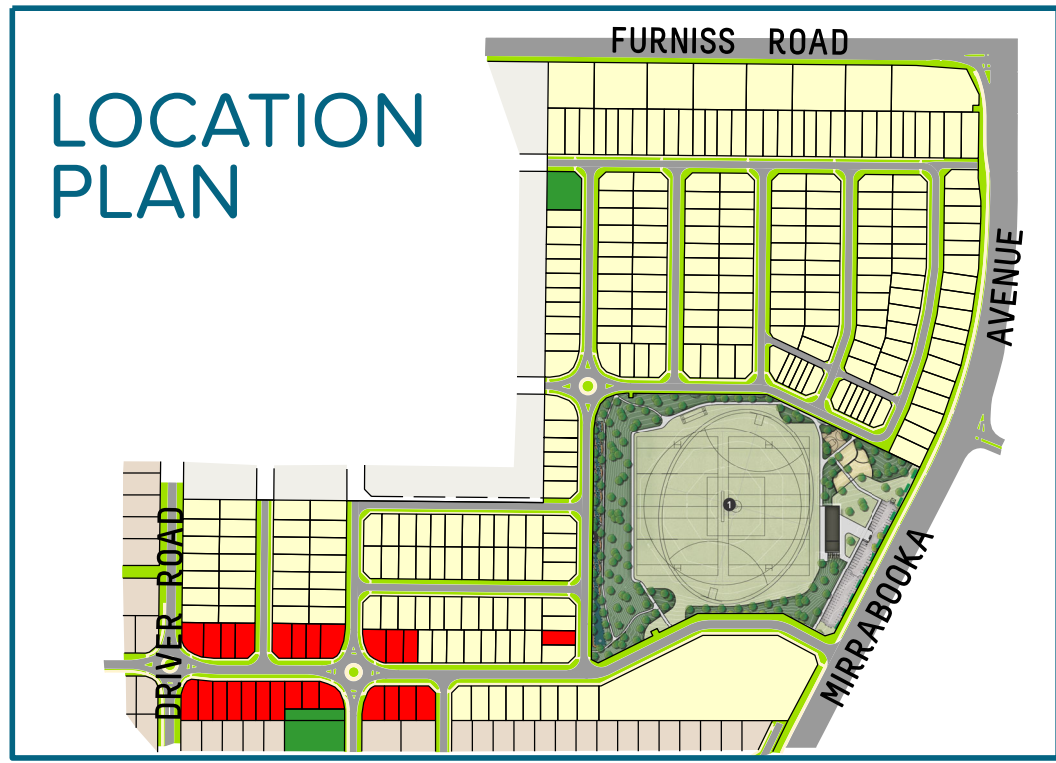 LOCATION
PLAN
FURNISS ROAD
AVENUE
MIRRABOOKA
DRIVER ROAD
1